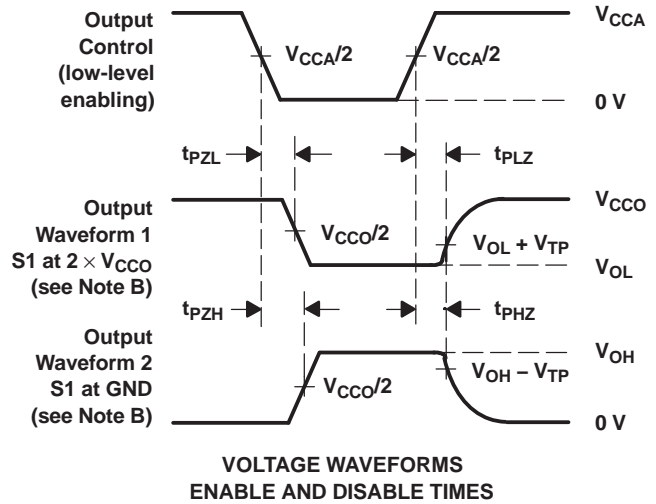 Output
Control
(low-level
enabling)
V_CCA/2
V_CCA/2
V_CCA
0 V
t_PZL
t_PLZ
Output
Waveform 1
S1 at 2 × V_CCO
(see Note B)
V_CCO/2
V_CCO
V_OL + V_TP
V_OL
t_PZH
t_PHZ
Output
Waveform 2
S1 at GND
(see Note B)
V_CCO/2
V_OH
V_OH − V_TP
0 V
VOLTAGE WAVEFORMS
ENABLE AND DISABLE TIMES